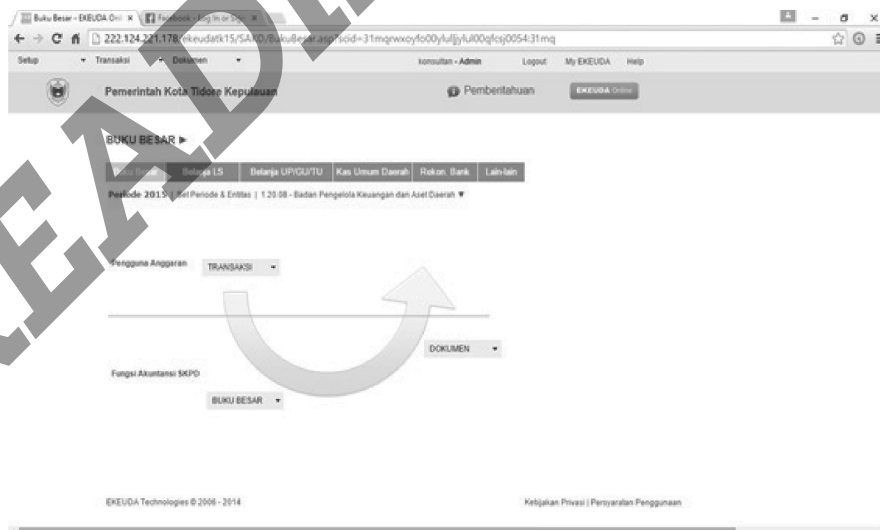 Buku Besar - EKEUDA Onl
Facebook - Log In or Sign
222.124.221.178/ekeudatk15/SAKD/BukuBesar.asp?scid=
Setup Transaksi Dokumen konsultan - Admin Logout My EKEUDA Help
Pemerintah Kota Tidore Kepulauan Pemberitahuan EKEUDA Online
BUKU BESAR
Buku Besar Belanja LS Belanja UP/GU/TU Kas Umum Daerah Rekon. Bank Lain-lain
Periode 2015 | Set Periode & Entitas | 1.20.08 - Badan Pengelola Keuangan dan Aset Daerah
Pengguna Anggaran TRANSAKSI
DOKUMEN
Fungsi Akuntansi SKPD
BUKU BESAR
EKEUDA Technologies © 2006 - 2014 Kebijakan Privasi | Persyaratan Penggunaan